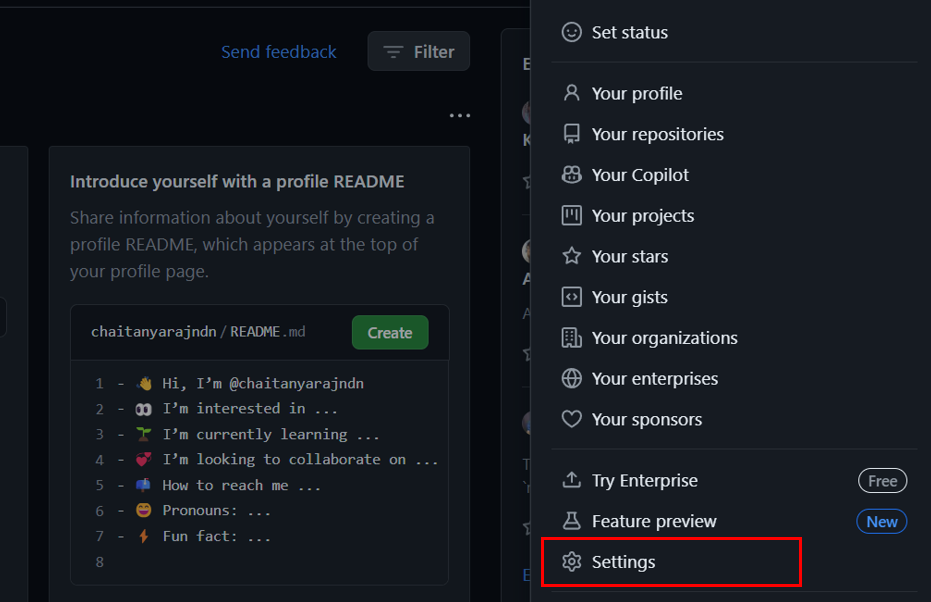 Send feedback
Filter
Introduce yourself with a profile README
Share information about yourself by creating a
profile README, which appears at the top of
your profile page.
chaitanyarajndn/README.md
Create
1 - 👋 Hi, I’m @chaitanyarajndn
2 - 👀 I’m interested in ...
3 - 🌱 I’m currently learning ...
4 - 💞️ I’m looking to collaborate on ...
5 - 📫 How to reach me ...
6 - 😄 Pronouns: ...
7 - ⚡ Fun fact: ...
8
Set status
Your profile
Your repositories
Your Copilot
Your projects
Your stars
Your gists
Your organizations
Your enterprises
Your sponsors
Try Enterprise Free
Feature preview New
Settings